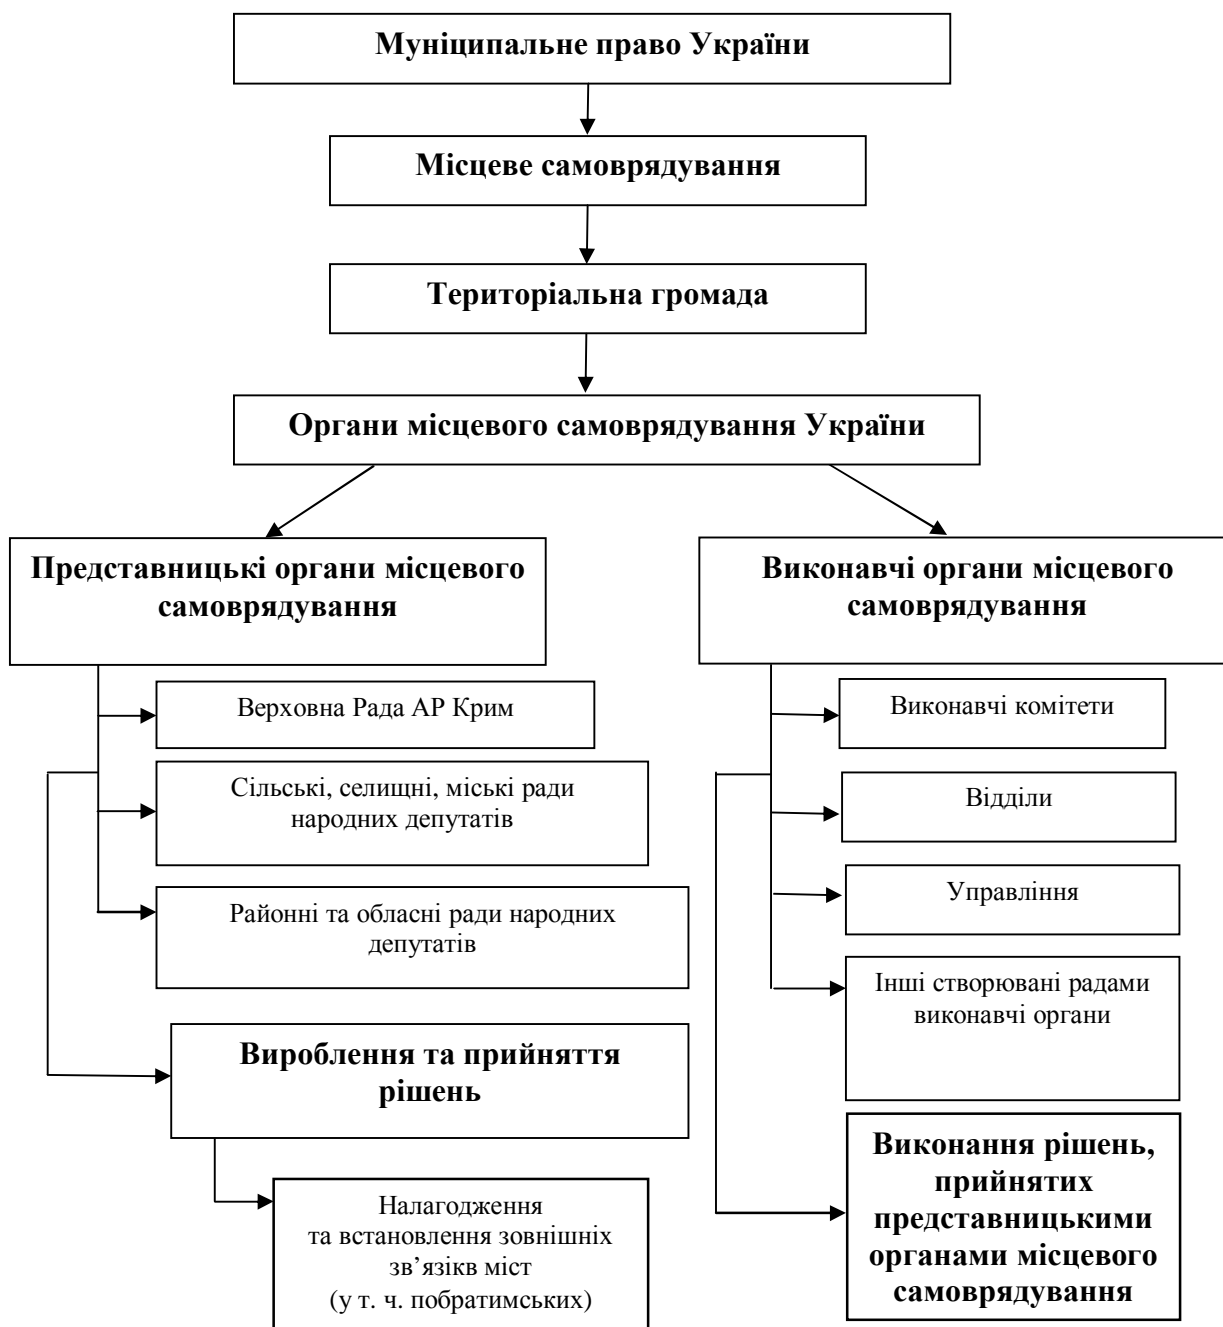 Муніципальне право України
Місцеве самоврядування
Територіальна громада
Органи місцевого самоврядування України
Представницькі органи місцевого
самоврядування
Верховна Рада АР Крим
Сільські, селищні, міські ради
народних депутатів
Районні та обласні ради народних
депутатів
Вироблення та прийняття
рішень
Налагодження
та встановлення зовнішніх
зв’язікв міст
(у т. ч. побратимських)
Виконавчі органи місцевого
самоврядування
Виконавчі комітети
Відділи
Управління
Інші створювані радами
виконавчі органи
Виконання рішень,
прийнятих
представницькими
органами місцевого
самоврядування